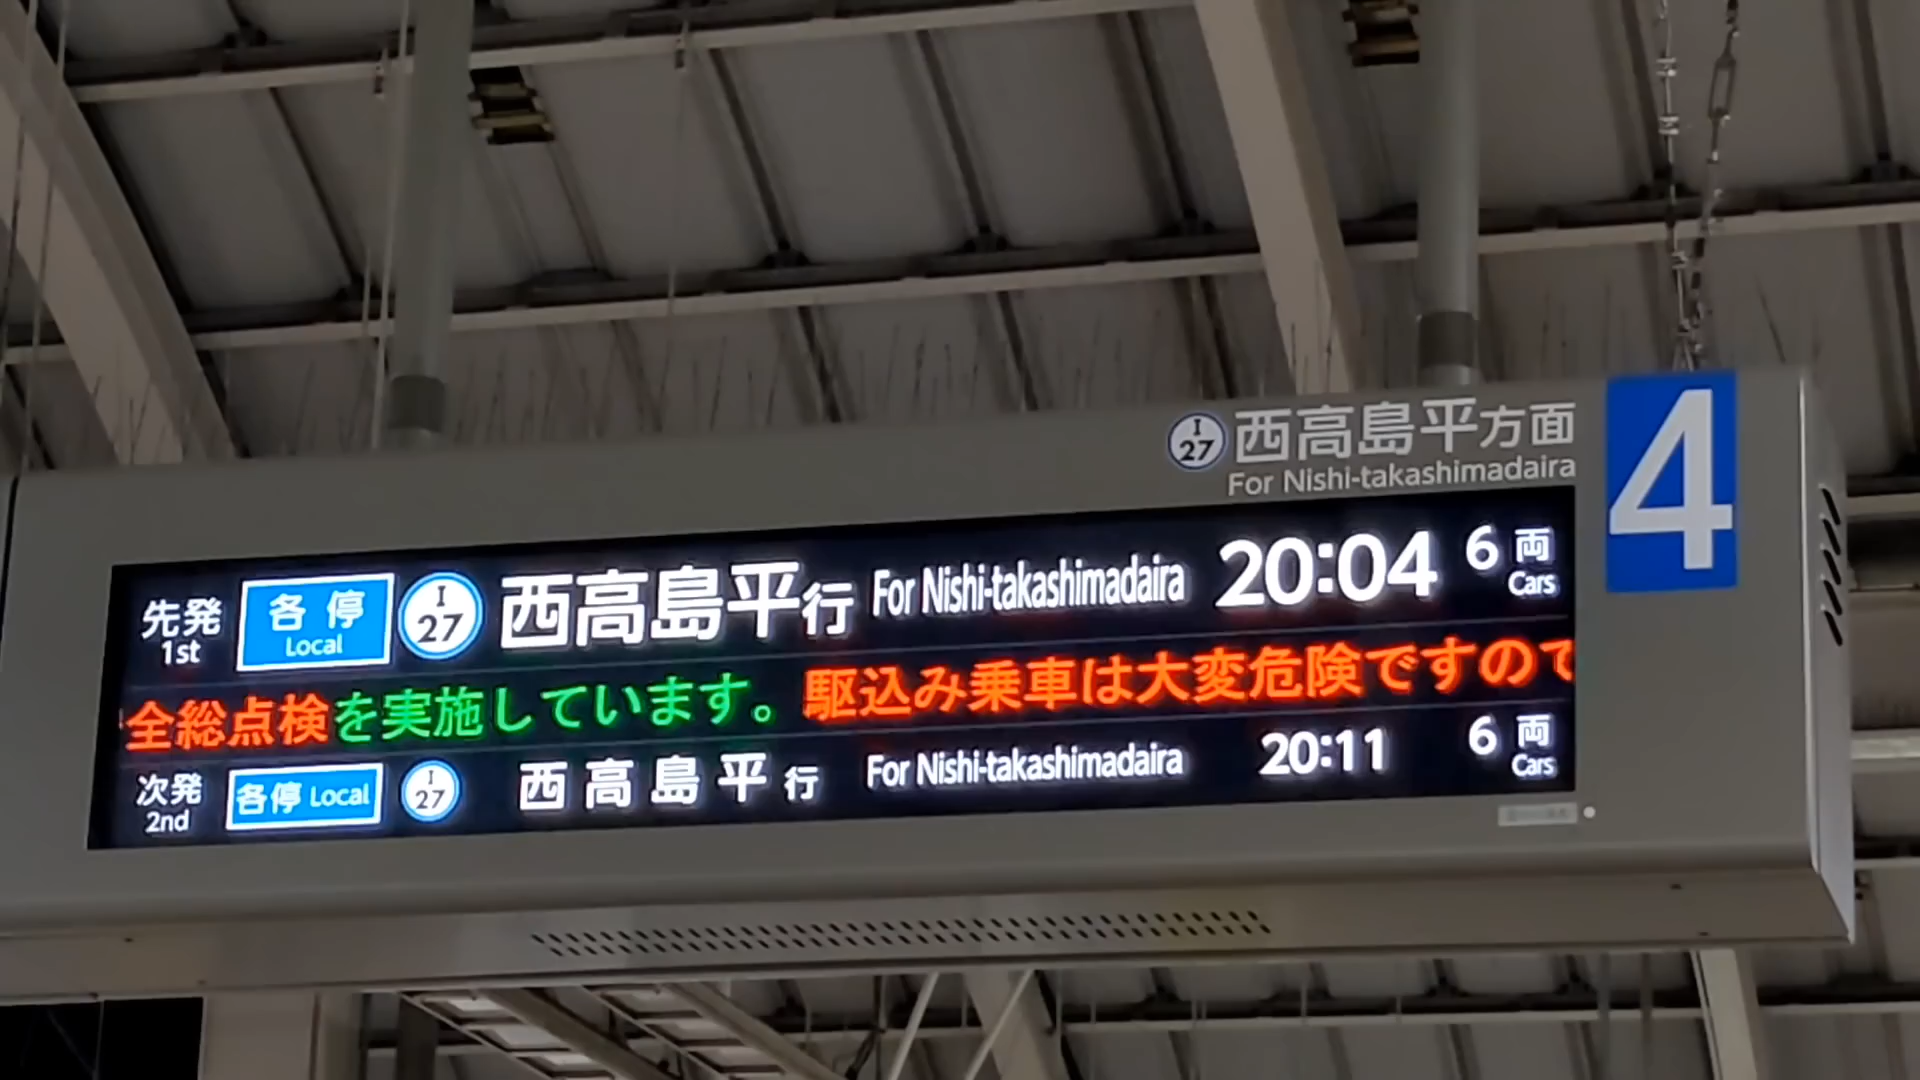 I 27 西高島平方面 4
For Nishi-takashimadaira
先発 各停 I 27 西高島平行 For Nishi-takashimadaira 20:04 6両
1st Local Cars
全総点検を実施しています。駆込み乗車は大変危険ですので
次発 各停 Local I 27 西高島平行 For Nishi-takashimadaira 20:11 6両
2nd Cars